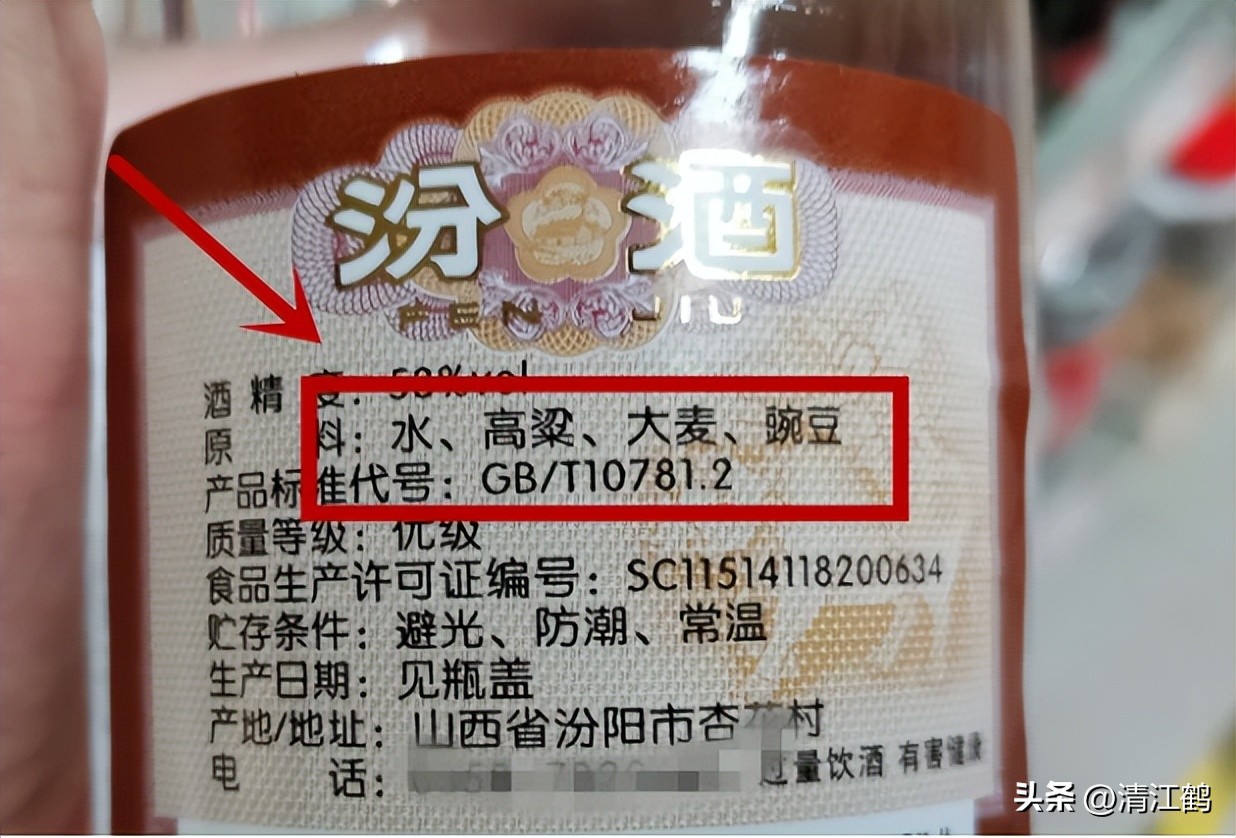 汾酒
FEN JIU
酒精度:
原料:水、高粱、大麦、豌豆
产品标准代号:GB/T10781.2
质量等级:优级
食品生产许可证编号:SC11514118200634
贮存条件:避光、防潮、常温
生产日期:见瓶盖
产地/地址:山西省汾阳市杏花村
电话:
过量饮酒 有害健康
头条 @清江鹤